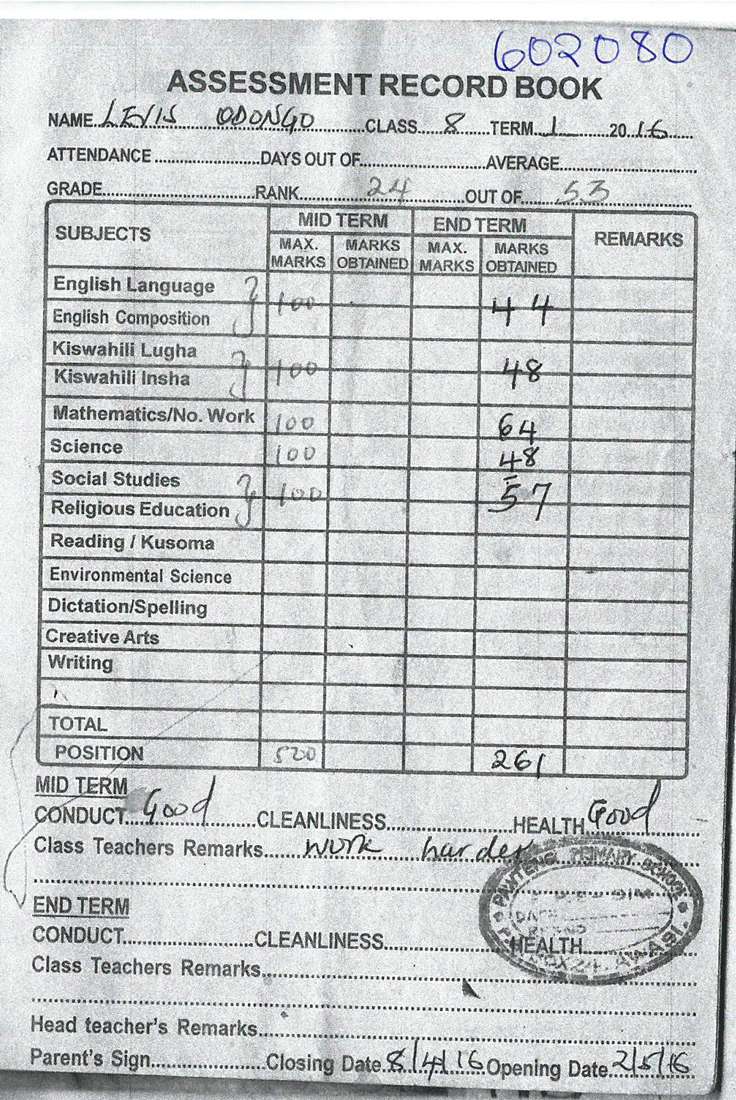 602080
ASSESSMENT RECORD BOOK
NAME LEVIS ODONGO CLASS 8 TERM 1 2016
ATTENDANCE DAYS OUT OF AVERAGE
GRADE RANK 24 OUT OF 53
SUBJECTS MID TERM END TERM REMARKS
MAX. MARKS MARKS OBTAINED MAX. MARKS MARKS OBTAINED
English Language
English Composition 100 44
Kiswahili Lugha
Kiswahili Insha 100 48
Mathematics/No. Work 100 64
Science 100 48
Social Studies
Religious Education 100 57
Reading / Kusoma
Environmental Science
Dictation/Spelling
Creative Arts
Writing
TOTAL
POSITION 500 261
MID TERM
CONDUCT Good CLEANLINESS HEALTH Good
Class Teachers Remarks work harder
PRIMARY SCHOOL
BOX 24, AWASI
END TERM
CONDUCT CLEANLINESS HEALTH
Class Teachers Remarks
Head teacher's Remarks
Parent's Sign Closing Date 8/4/16 Opening Date 2/5/16